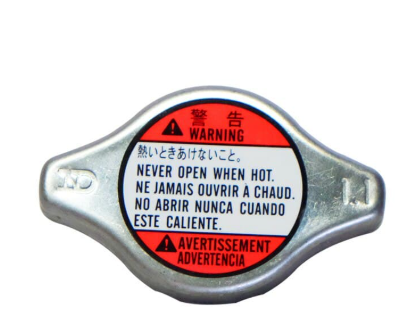 警告
WARNING
熱いときあけないこと。
NEVER OPEN WHEN HOT.
NE JAMAIS OUVRIR À CHAUD.
NO ABRIR NUNCA CUANDO
ESTE CALIENTE.
AVERTISSEMENT
ADVERTENCIA
1.1